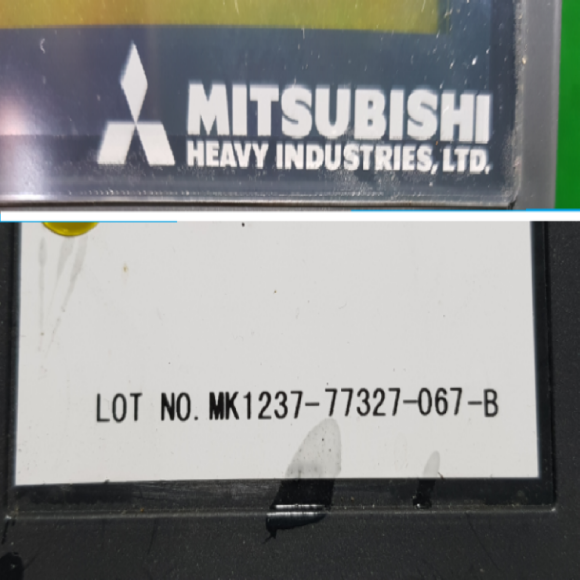 MITSUBISHI
HEAVY INDUSTRIES, LTD.
LOT NO. MK1237-77327-067-B